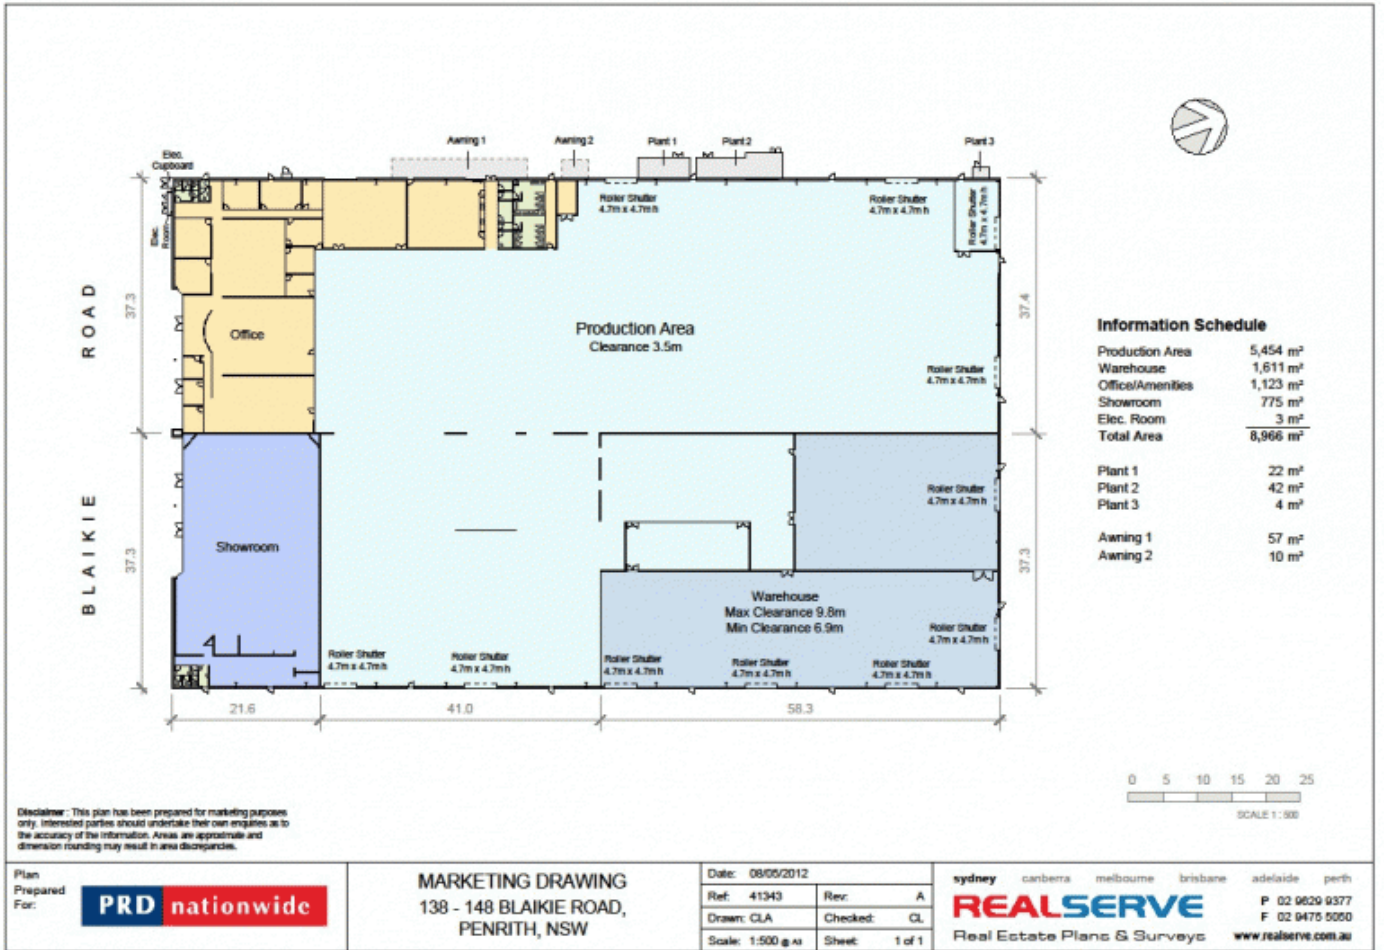 Awning 1
Awning 2
Plant 1
Plant 2
Plant 3
Elec.
Cupboard
Elec.
Room
Roller Shutter
4.7m x 4.7mh
Roller Shutter
4.7m x 4.7mh
Roller Shutter
4.7m x 4.7mh
BLAIKIE ROAD
37.3
37.3
37.4
37.3
Office
Production Area
Clearance 3.5m
Roller Shutter
4.7m x 4.7mh
Roller Shutter
4.7m x 4.7mh
Showroom
Warehouse
Max Clearance 9.8m
Min Clearance 6.9m
Roller Shutter
4.7m x 4.7mh
Roller Shutter
4.7m x 4.7mh
Roller Shutter
4.7m x 4.7mh
Roller Shutter
4.7m x 4.7mh
Roller Shutter
4.7m x 4.7mh
Roller Shutter
4.7m x 4.7mh
21.6
41.0
58.3
Information Schedule
Production Area 5,454 m²
Warehouse 1,611 m²
Office/Amenities 1,123 m²
Showroom 775 m²
Elec. Room 3 m²
Total Area 8,966 m²
Plant 1 22 m²
Plant 2 42 m²
Plant 3 4 m²
Awning 1 57 m²
Awning 2 10 m²
0 5 10 15 20 25
SCALE 1:500
Disclaimer: This plan has been prepared for marketing purposes
only. Interested parties should undertake their own enquiries as to
the accuracy of the information. Areas are approximate and
dimension rounding may result in area discrepancies.
Plan
Prepared
For:
PRD nationwide
MARKETING DRAWING
138 - 148 BLAIKIE ROAD,
PENRITH, NSW
Date: 08/05/2012
Ref: 41343 Rev: A
Drawn: CLA Checked: CL
Scale: 1:500 @ A3 Sheet: 1 of 1
sydney canberra melbourne brisbane adelaide perth
REALSERVE
Real Estate Plans & Surveys
P 02 9629 9377
F 02 9475 5050
www.realserve.com.au